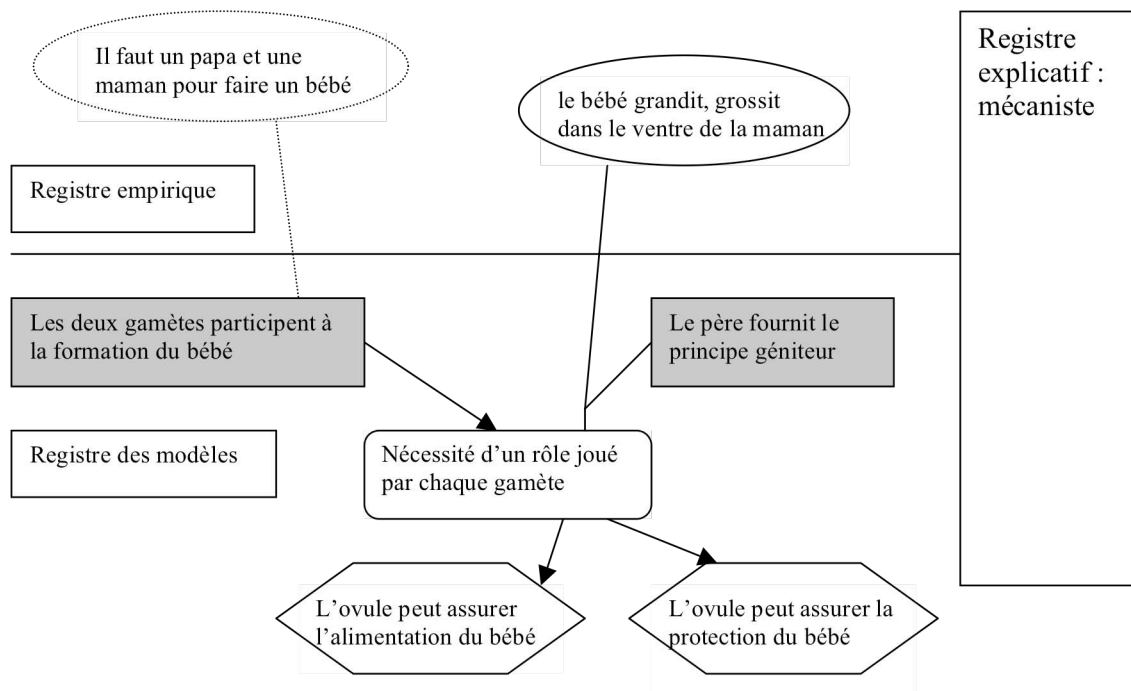 Il faut un papa et une
maman pour faire un bébé
le bébé grandit, grossit
dans le ventre de la maman
Registre
explicatif :
mécaniste
Registre empirique
Les deux gamètes participent à
la formation du bébé
Le père fournit le
principe géniteur
Registre des modèles
Nécessité d’un rôle joué
par chaque gamète
L’ovule peut assurer
l’alimentation du bébé
L’ovule peut assurer la
protection du bébé